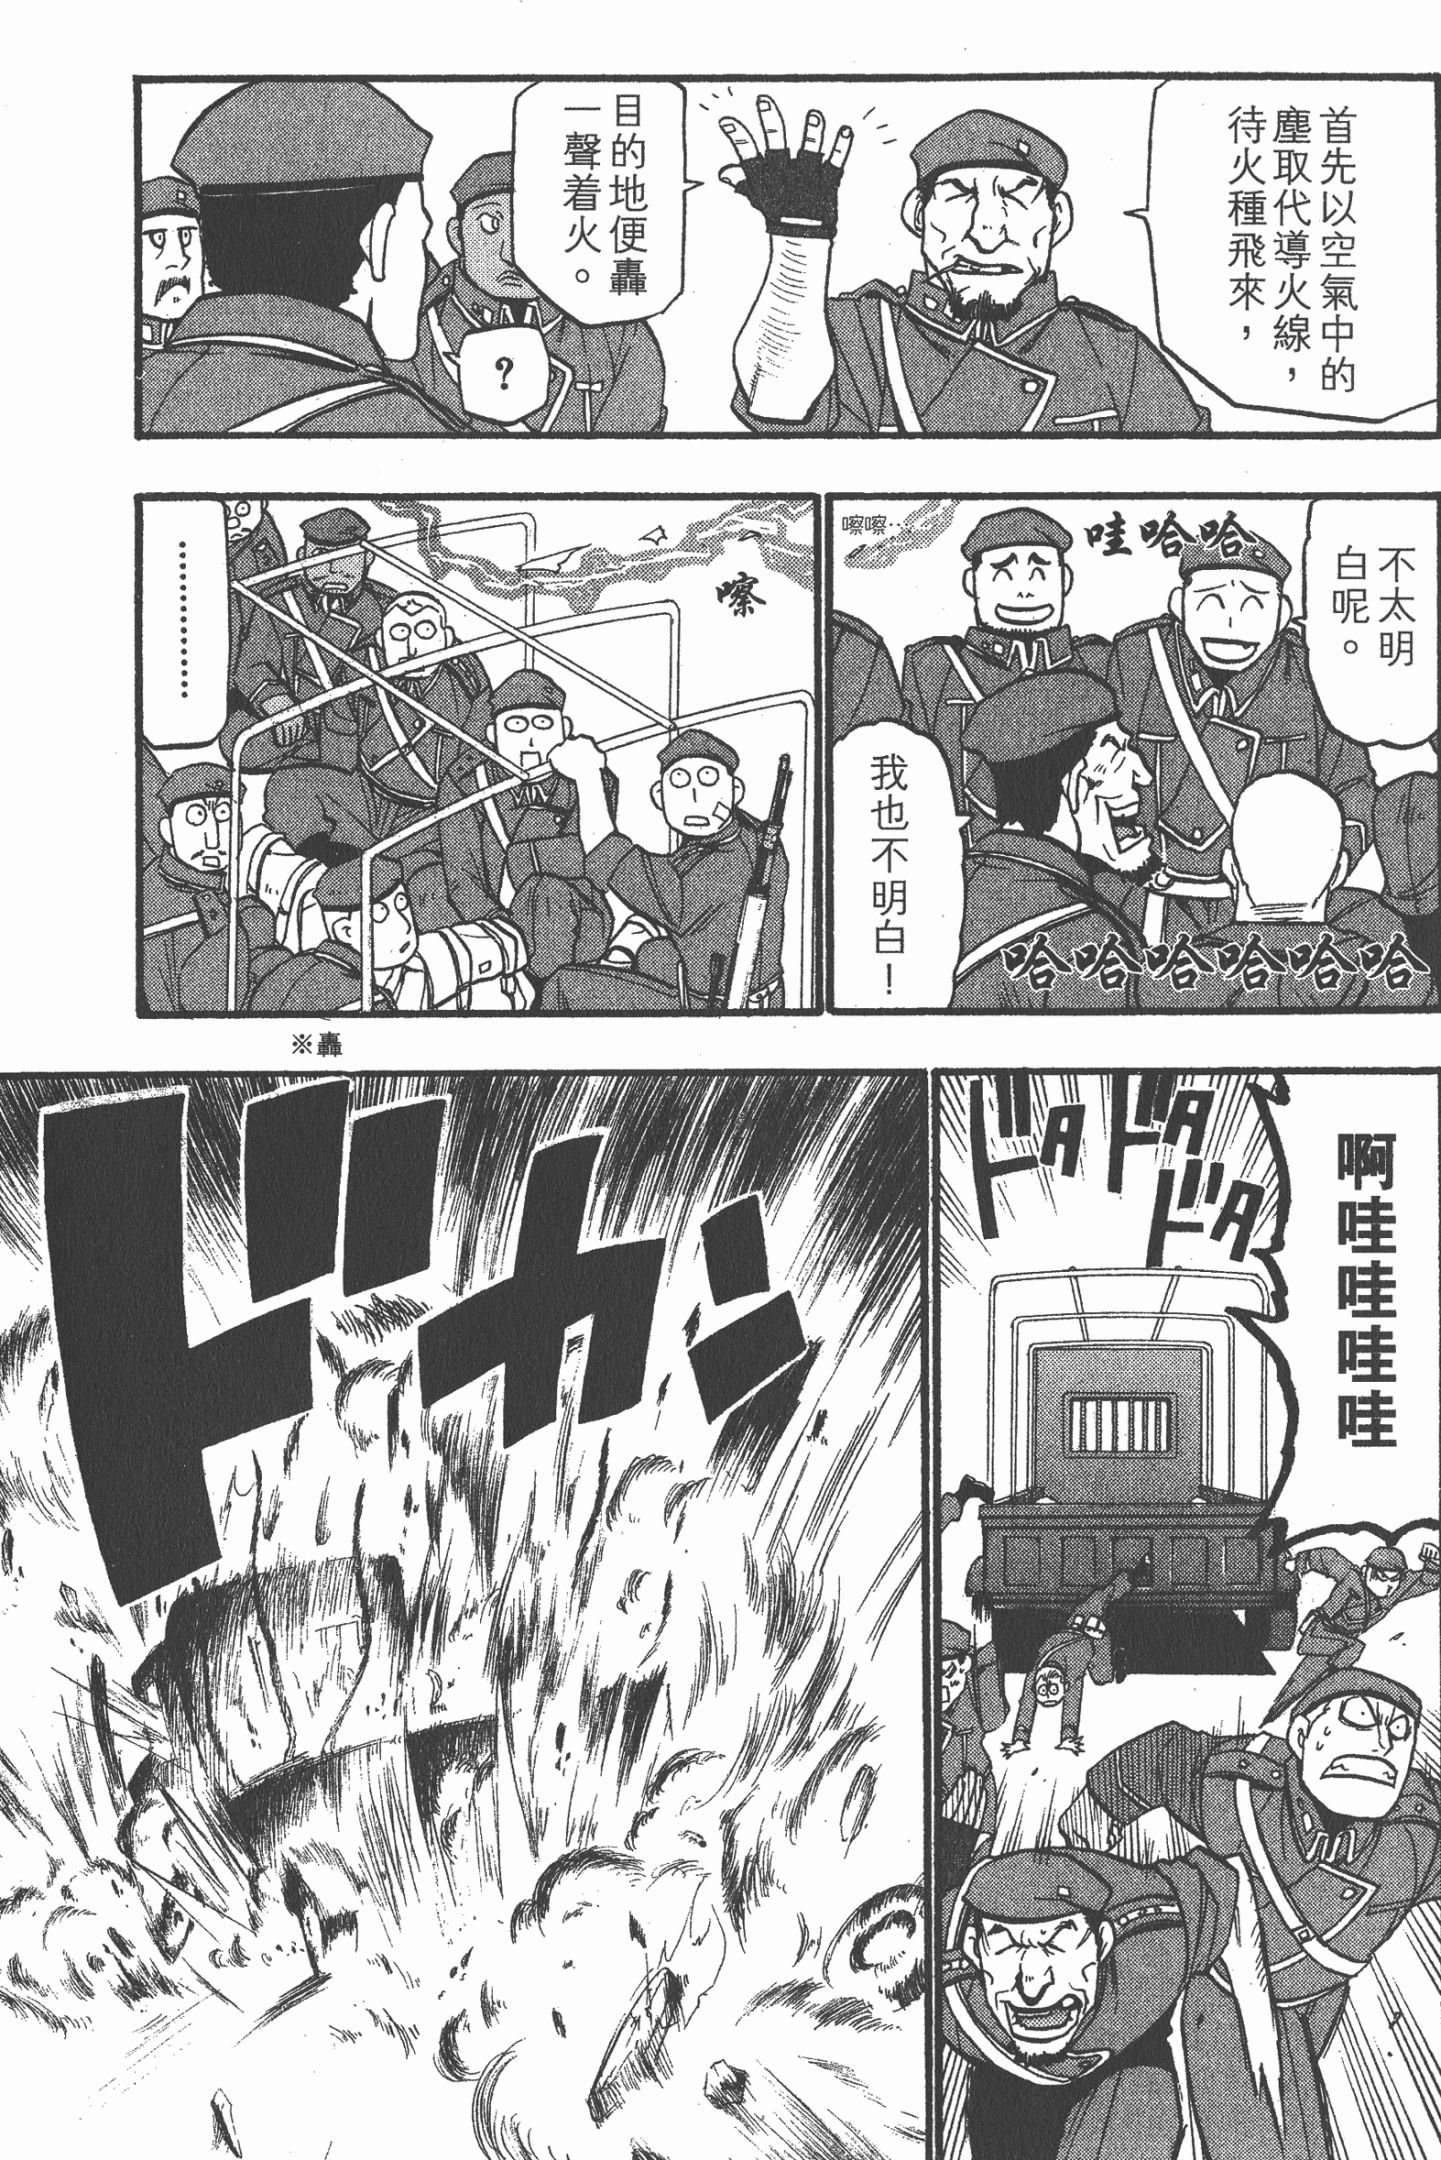 首先以空氣中的
塵取代導火線，
待火種飛來，
目的地便轟
一聲着火。
？
不太明
白呢。
哇哈哈
嚓嚓‥
我也不明白！
哈哈哈哈哈哈
嚓
…………
啊哇哇哇哇
ドドド
※轟
ドカン